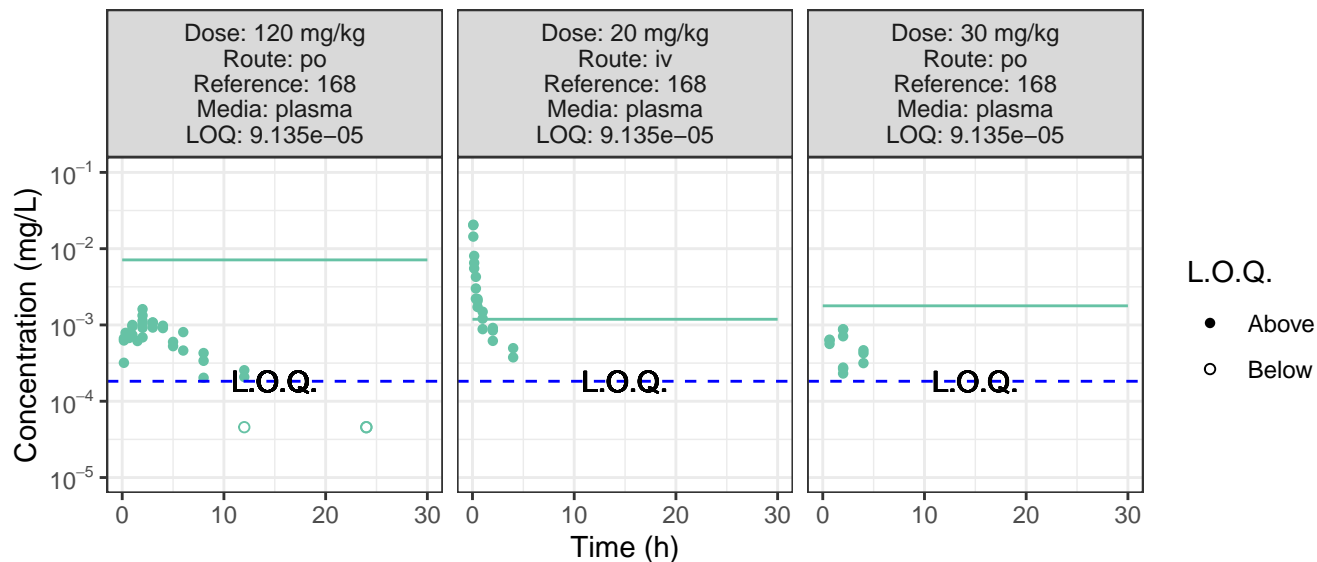 Dose: 120 mg/kg
Route: po
Reference: 168
Media: plasma
LOQ: 9.135e−05
Dose: 20 mg/kg
Route: iv
Reference: 168
Media: plasma
LOQ: 9.135e−05
Dose: 30 mg/kg
Route: po
Reference: 168
Media: plasma
LOQ: 9.135e−05
Concentration (mg/L)
10⁻¹
10⁻²
10⁻³
10⁻⁴
10⁻⁵
L.O.Q.
L.O.Q.
L.O.Q.
0 10 20 30
0 10 20 30
0 10 20 30
Time (h)
L.O.Q.
Above
Below